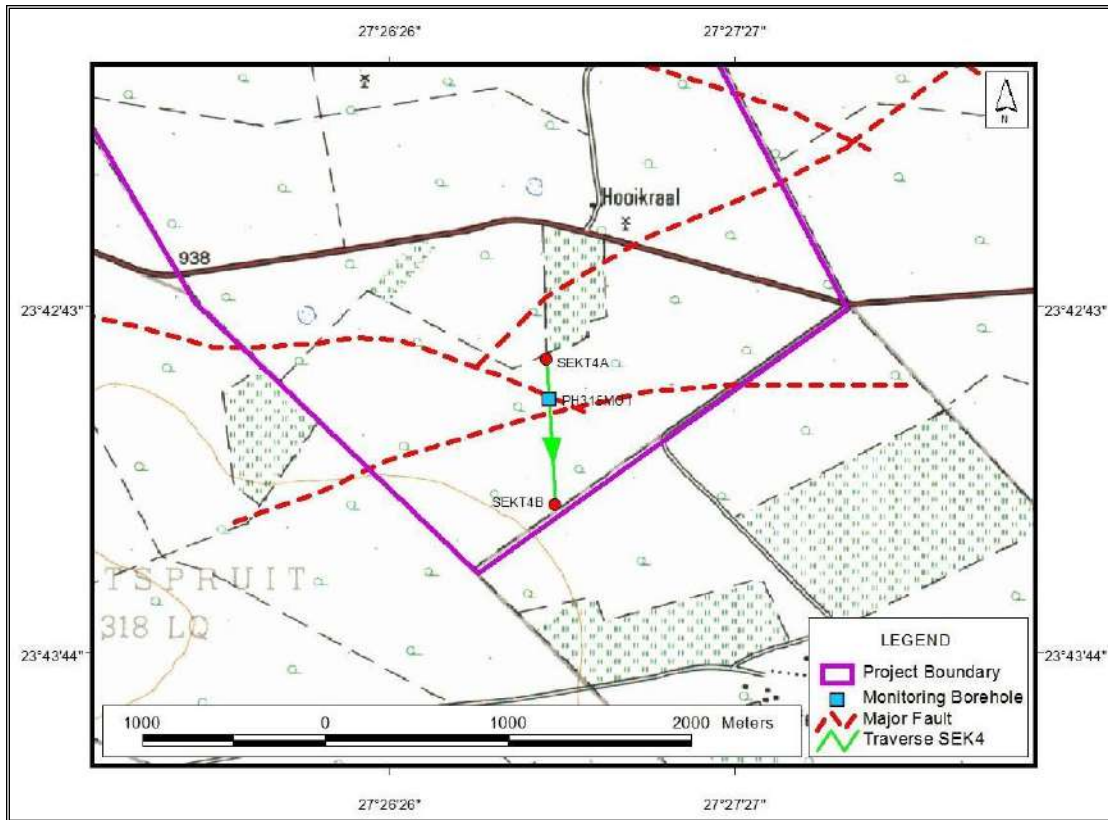 27°26'26" 27°27'27"
N
Hooikraal
938
23°42'43" 23°42'43"
SEKT4A
SEKT4B
TSPRUIT
318 LQ
23°43'44" 23°43'44"
LEGEND
Project Boundary
Monitoring Borehole
Major Fault
Traverse SEK4
1000 0 1000 2000 Meters
27°26'26" 27°27'27"